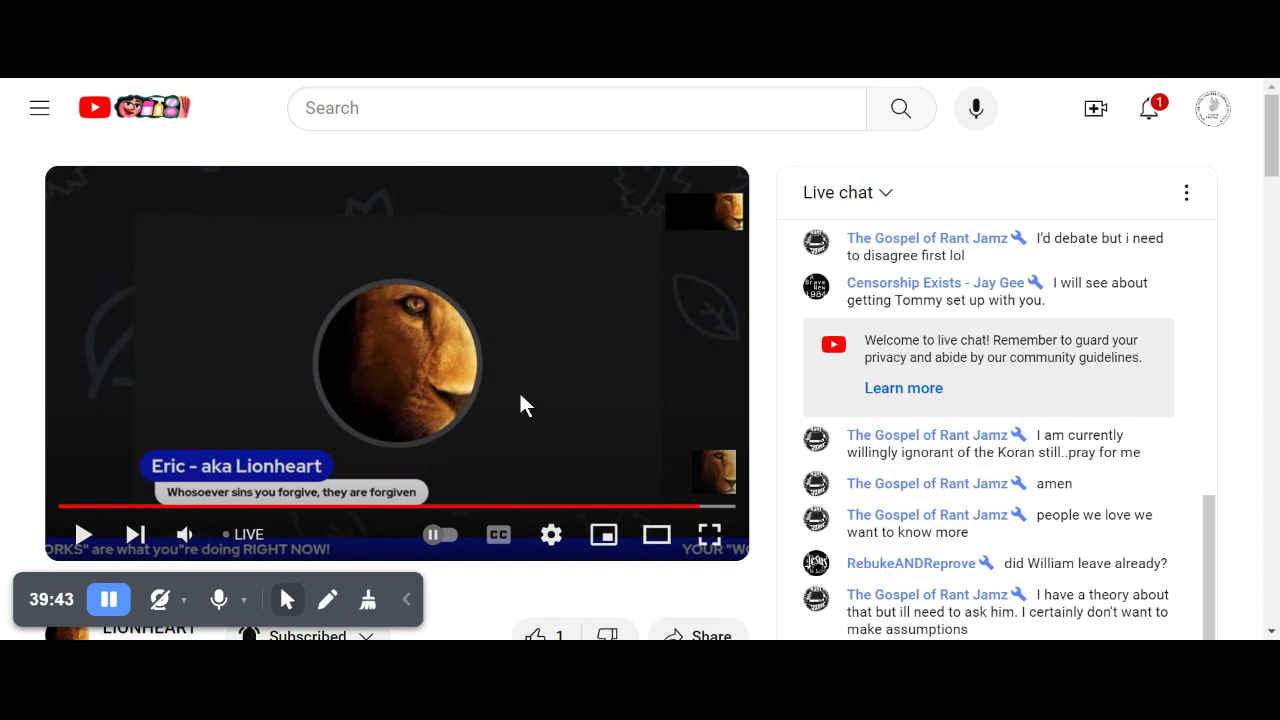 Search
1
Live chat
The Gospel of Rant Jamz I'd debate but i need
to disagree first lol
Censorship Exists - Jay Gee I will see about
getting Tommy set up with you.
Welcome to live chat! Remember to guard your
privacy and abide by our community guidelines.
Learn more
The Gospel of Rant Jamz I am currently
willingly ignorant of the Koran still..pray for me
The Gospel of Rant Jamz amen
The Gospel of Rant Jamz people we love we
want to know more
RebukeANDReprove did William leave already?
The Gospel of Rant Jamz I have a theory about
that but ill need to ask him. I certainly don't want to
make assumptions
Eric - aka Lionheart
Whosoever sins you forgive, they are forgiven
LIVE
CC
ORKS" are what you"re doing RIGHT NOW!
YOUR "WO
39:43
LIONHEART
Subscribed
1
Share